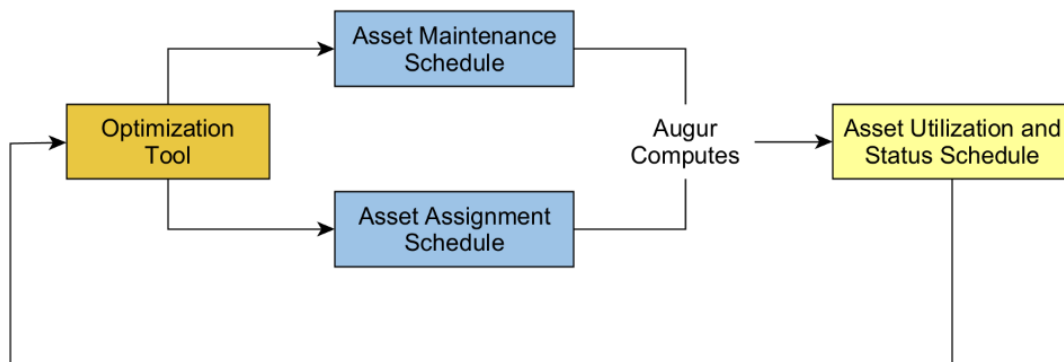 Asset Maintenance
Schedule
Optimization
Tool
Augur
Computes
Asset Utilization and
Status Schedule
Asset Assignment
Schedule